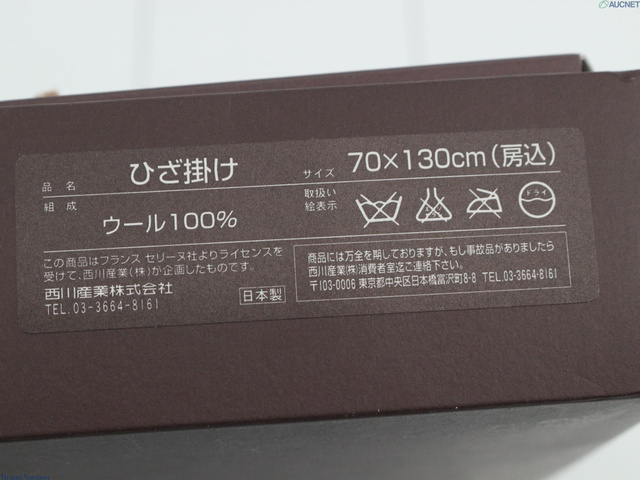 AUCNET
品 名 ひざ掛け サイズ 70×130cm(房込)
組 成 ウール100% 取扱い絵表示 ドライ
この商品はフランス セリーヌ社よりライセンスを
受けて、西川産業(株)が企画したものです。
西川産業株式会社
TEL.03-3664-8161
日本製
商品には万全を期しておりますが、もし事故品がありましたら
西川産業(株)消費者室迄ご連絡下さい。
〒103-0006 東京都中央区日本橋富沢町8-8 TEL.03-3664-8161